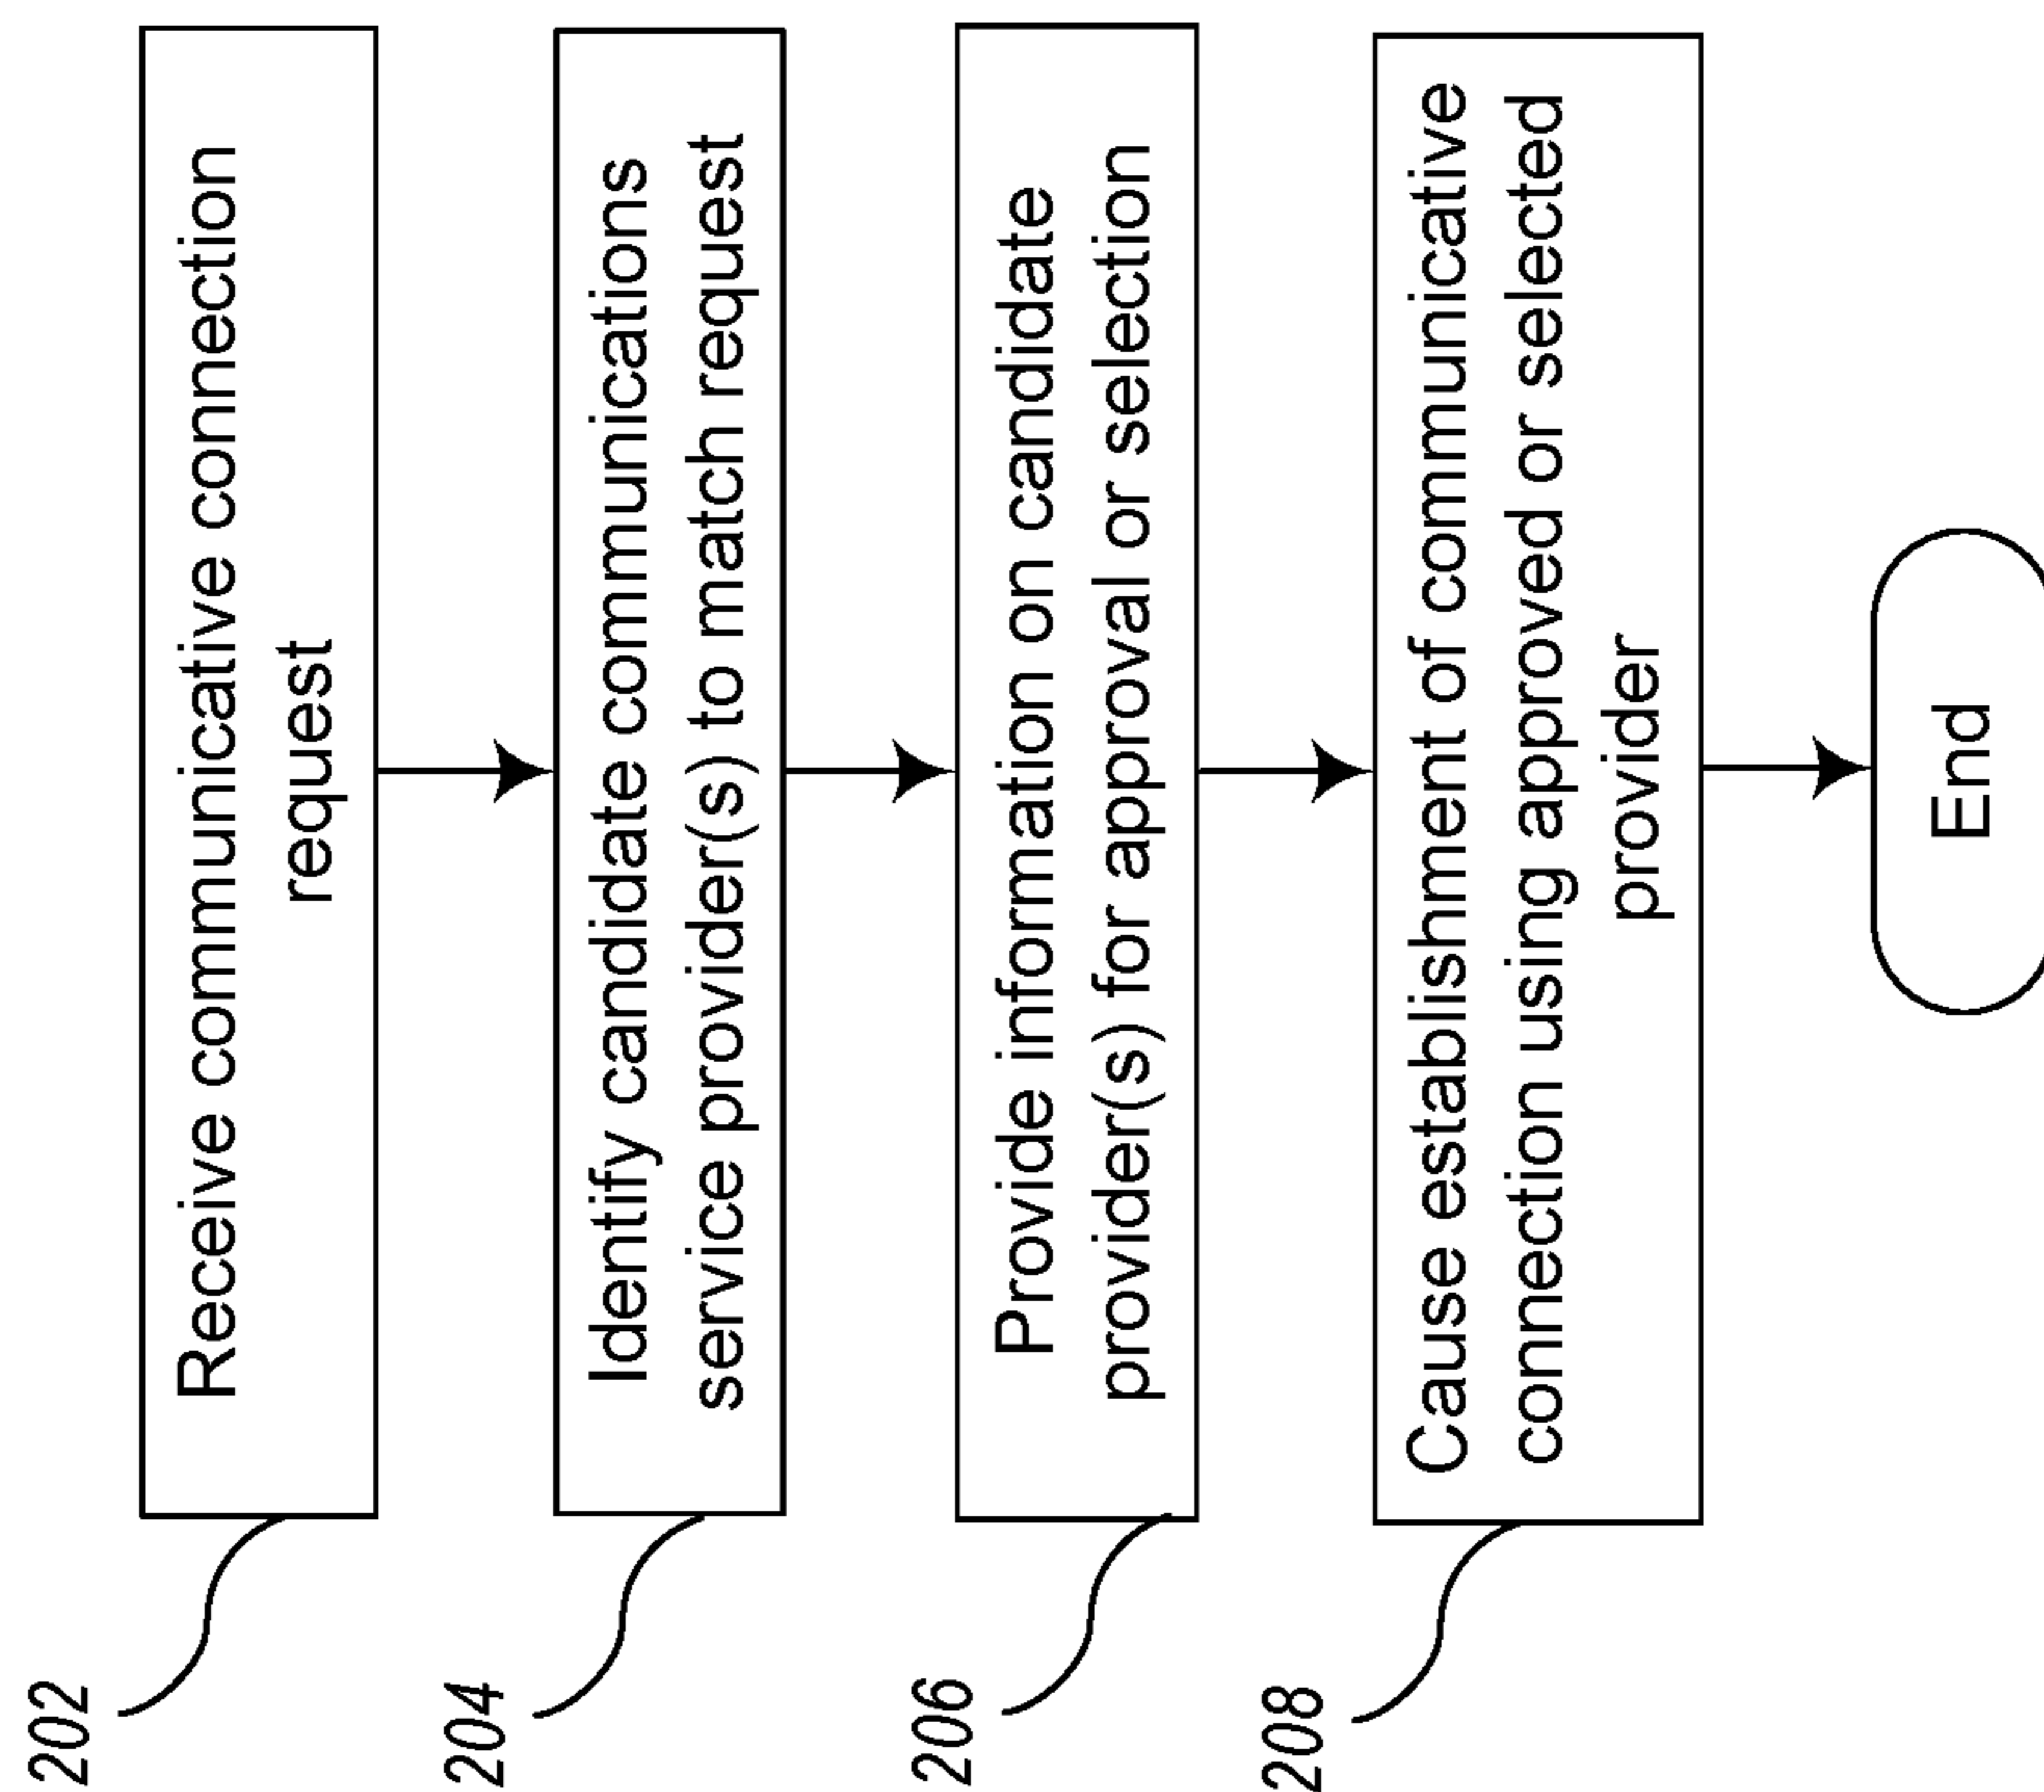 202
Receive communicative connection
request
204
Identify candidate communications
service provider(s) to match request
206
Provide information on candidate
provider(s) for approval or selection
208
Cause establishment of communicative
connection using approved or selected
provider
End